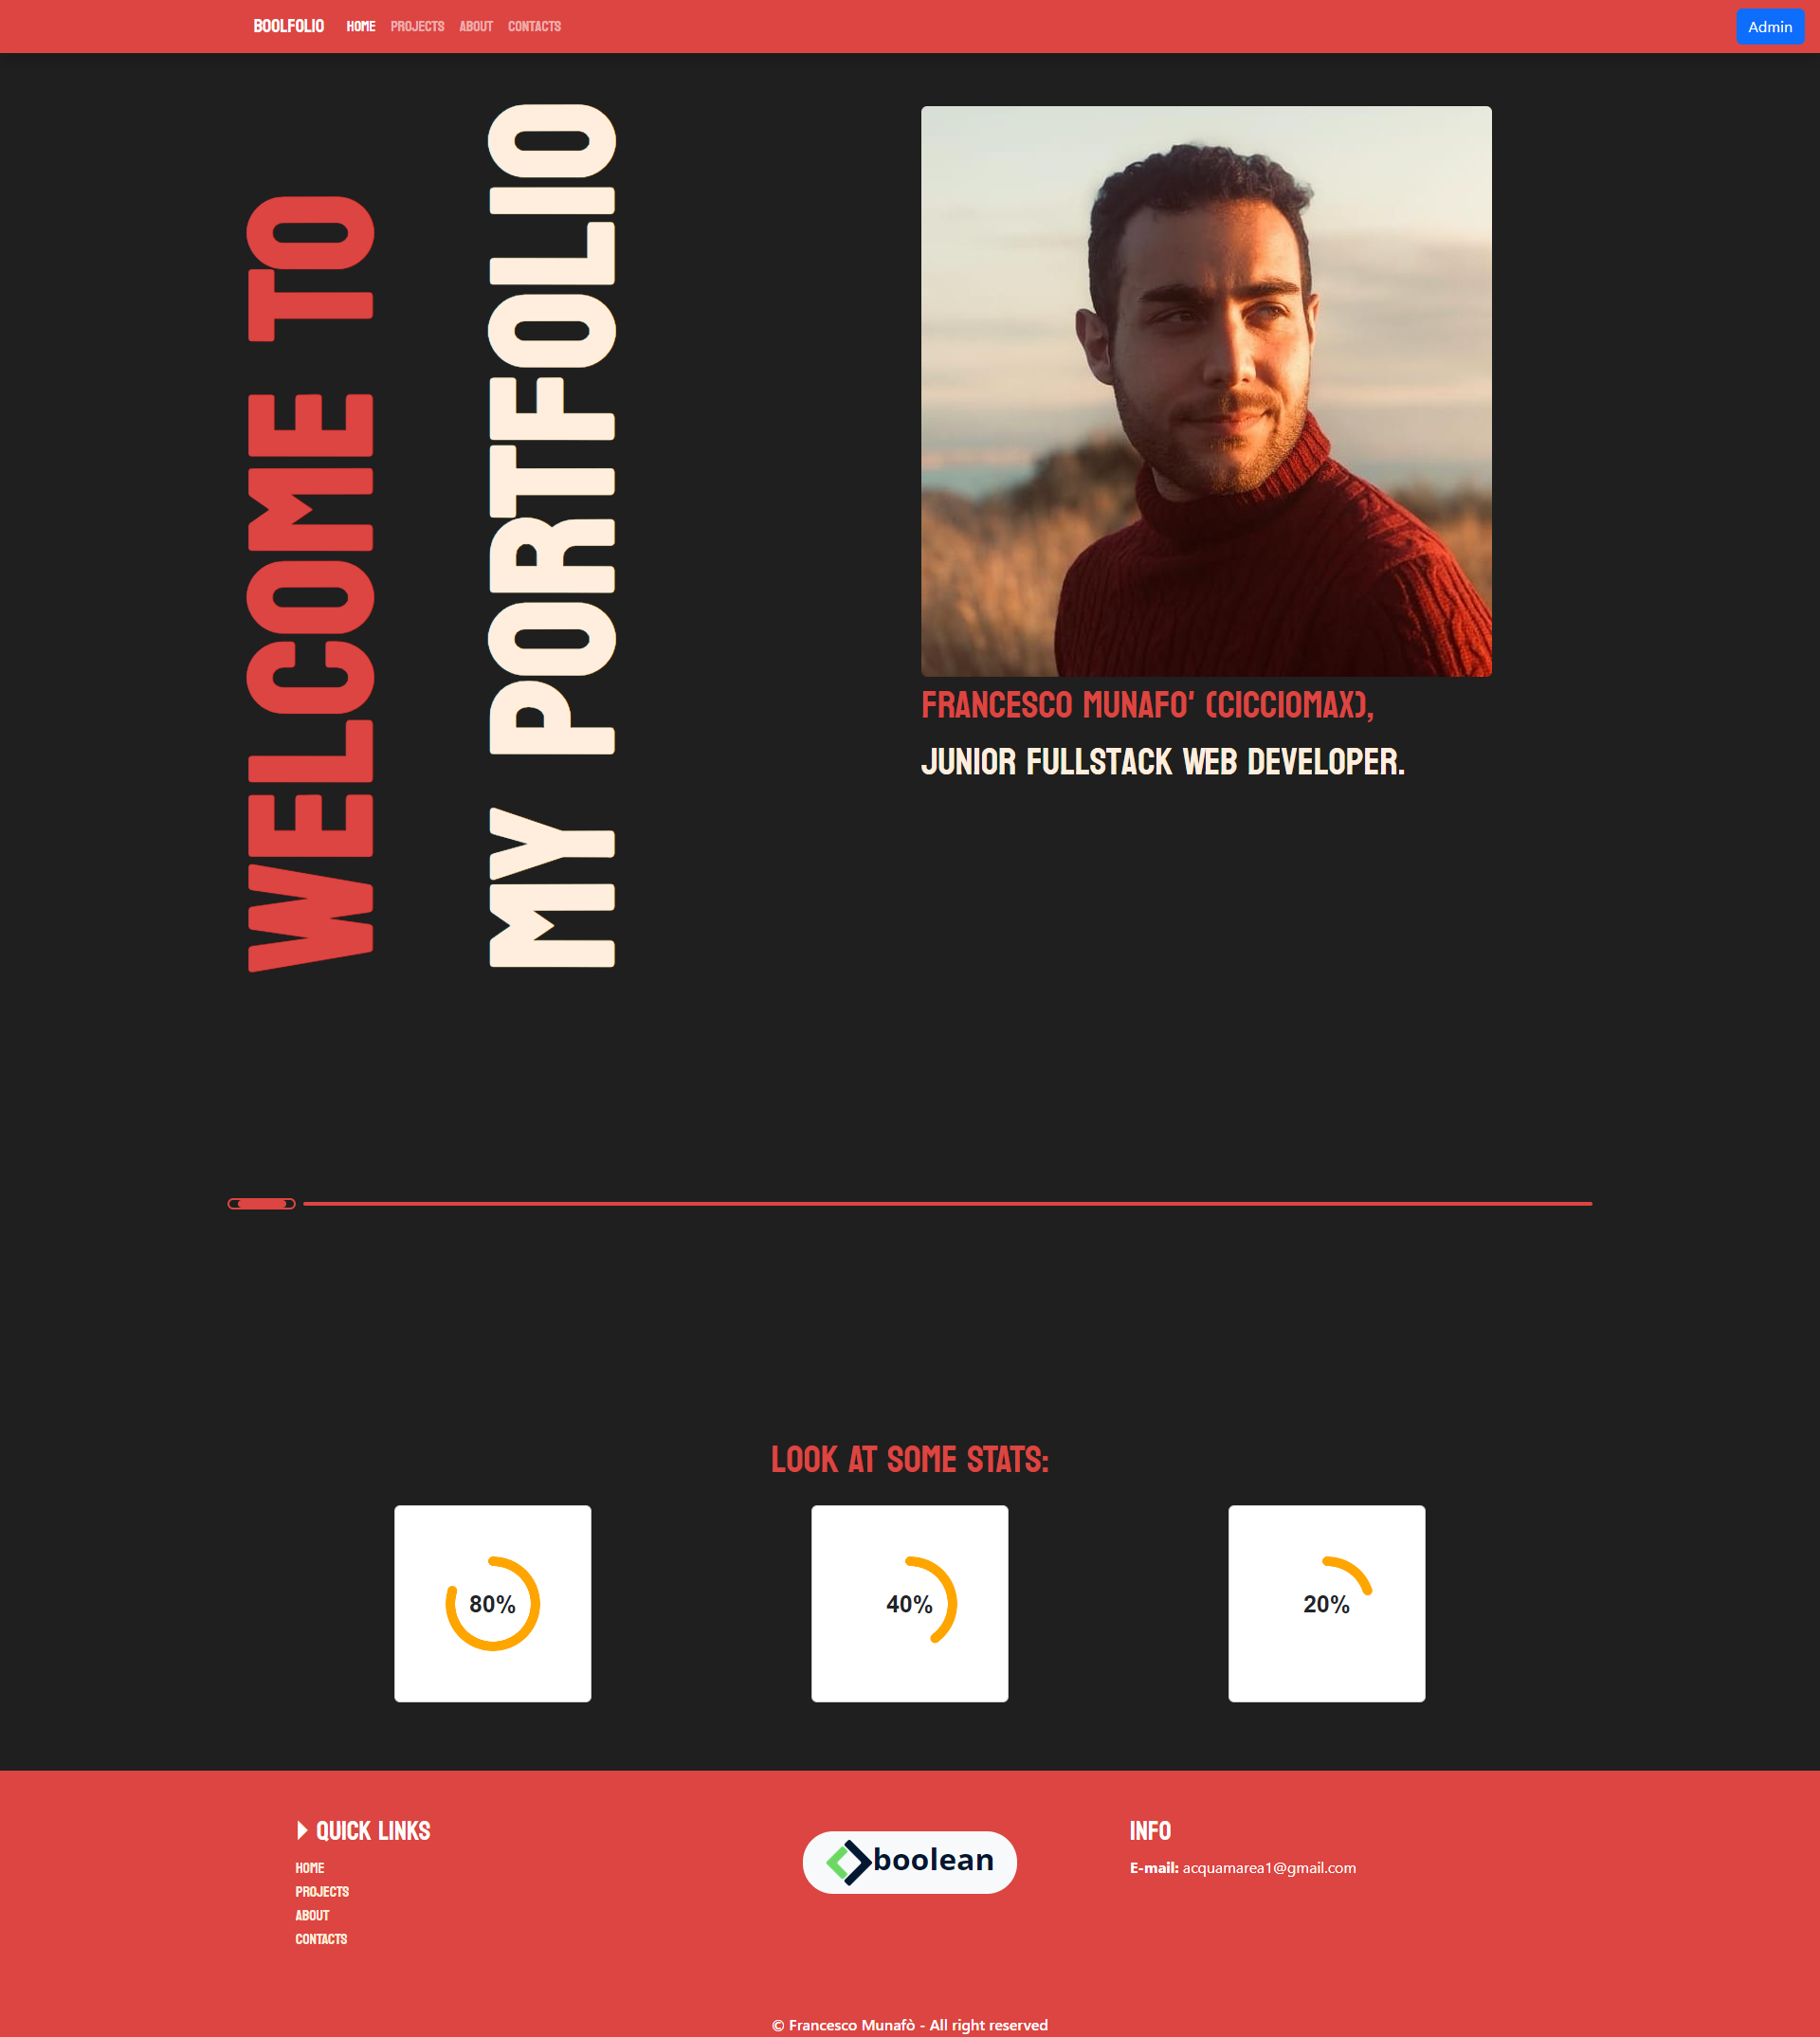 BOOLFOLIO HOME PROJECTS ABOUT CONTACTS Admin
WELCOME TO
MY PORTFOLIO
FRANCESCO MUNAFO' (CICCIOMAX),
JUNIOR FULLSTACK WEB DEVELOPER.
LOOK AT SOME STATS:
80% 40% 20%
QUICK LINKS
HOME
PROJECTS
ABOUT
CONTACTS
boolean
INFO
E-mail: acquamarea1@gmail.com
© Francesco Munafò - All right reserved